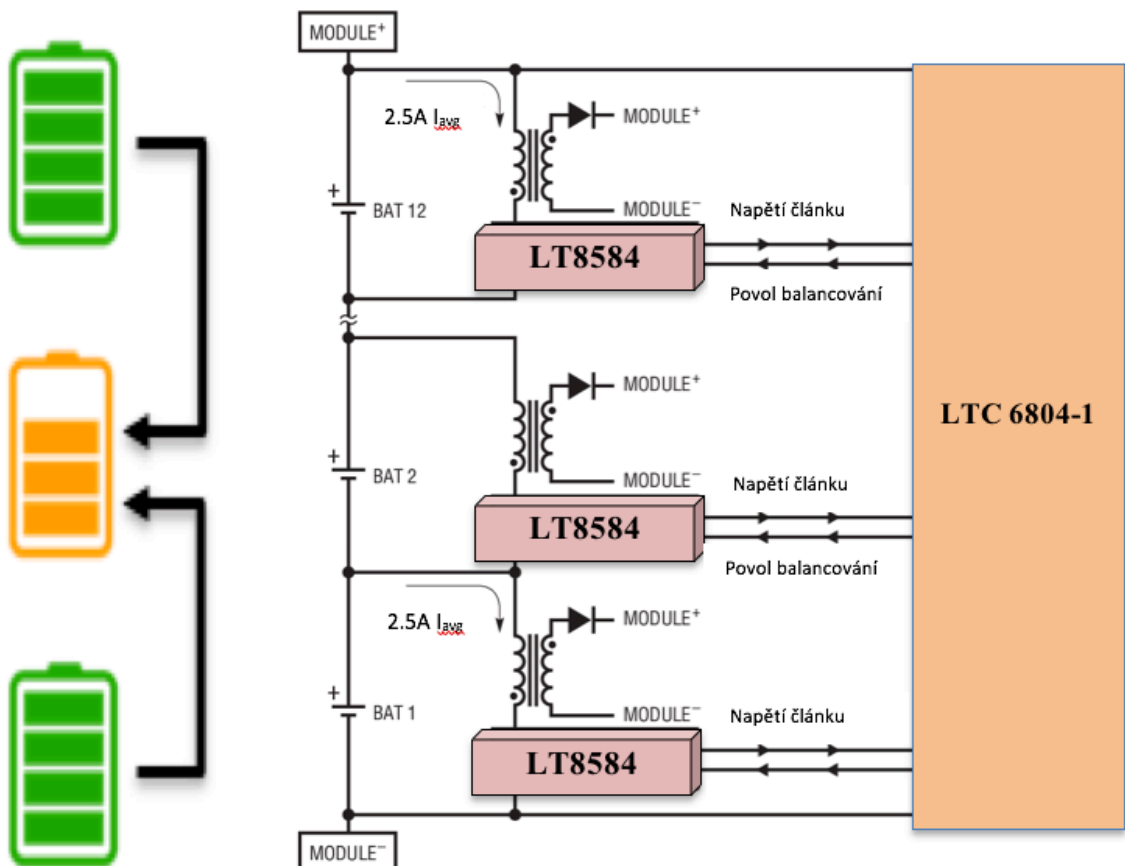 MODULE⁺
2.5A Iavg
MODULE⁺
BAT 12
MODULE⁻
Napětí článku
LT8584
Povol balancování
MODULE⁺
LTC 6804-1
BAT 2
MODULE⁻
Napětí článku
LT8584
Povol balancování
2.5A Iavg
MODULE⁺
BAT 1
MODULE⁻
Napětí článku
LT8584
MODULE⁻